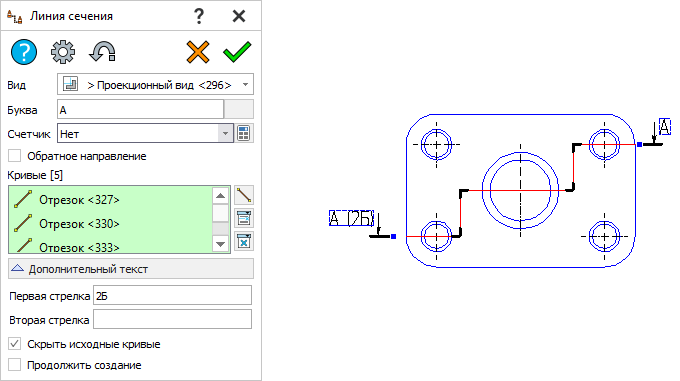 Линия сечения ? ×
?
Вид > Проекционный вид <296>
Буква А
Счетчик Нет
Обратное направление
Кривые [5]
Отрезок <327>
Отрезок <330>
Отрезок <333>
Дополнительный текст
Первая стрелка 2Б
Вторая стрелка
Скрыть исходные кривые
Продолжить создание
А
А (2Б)